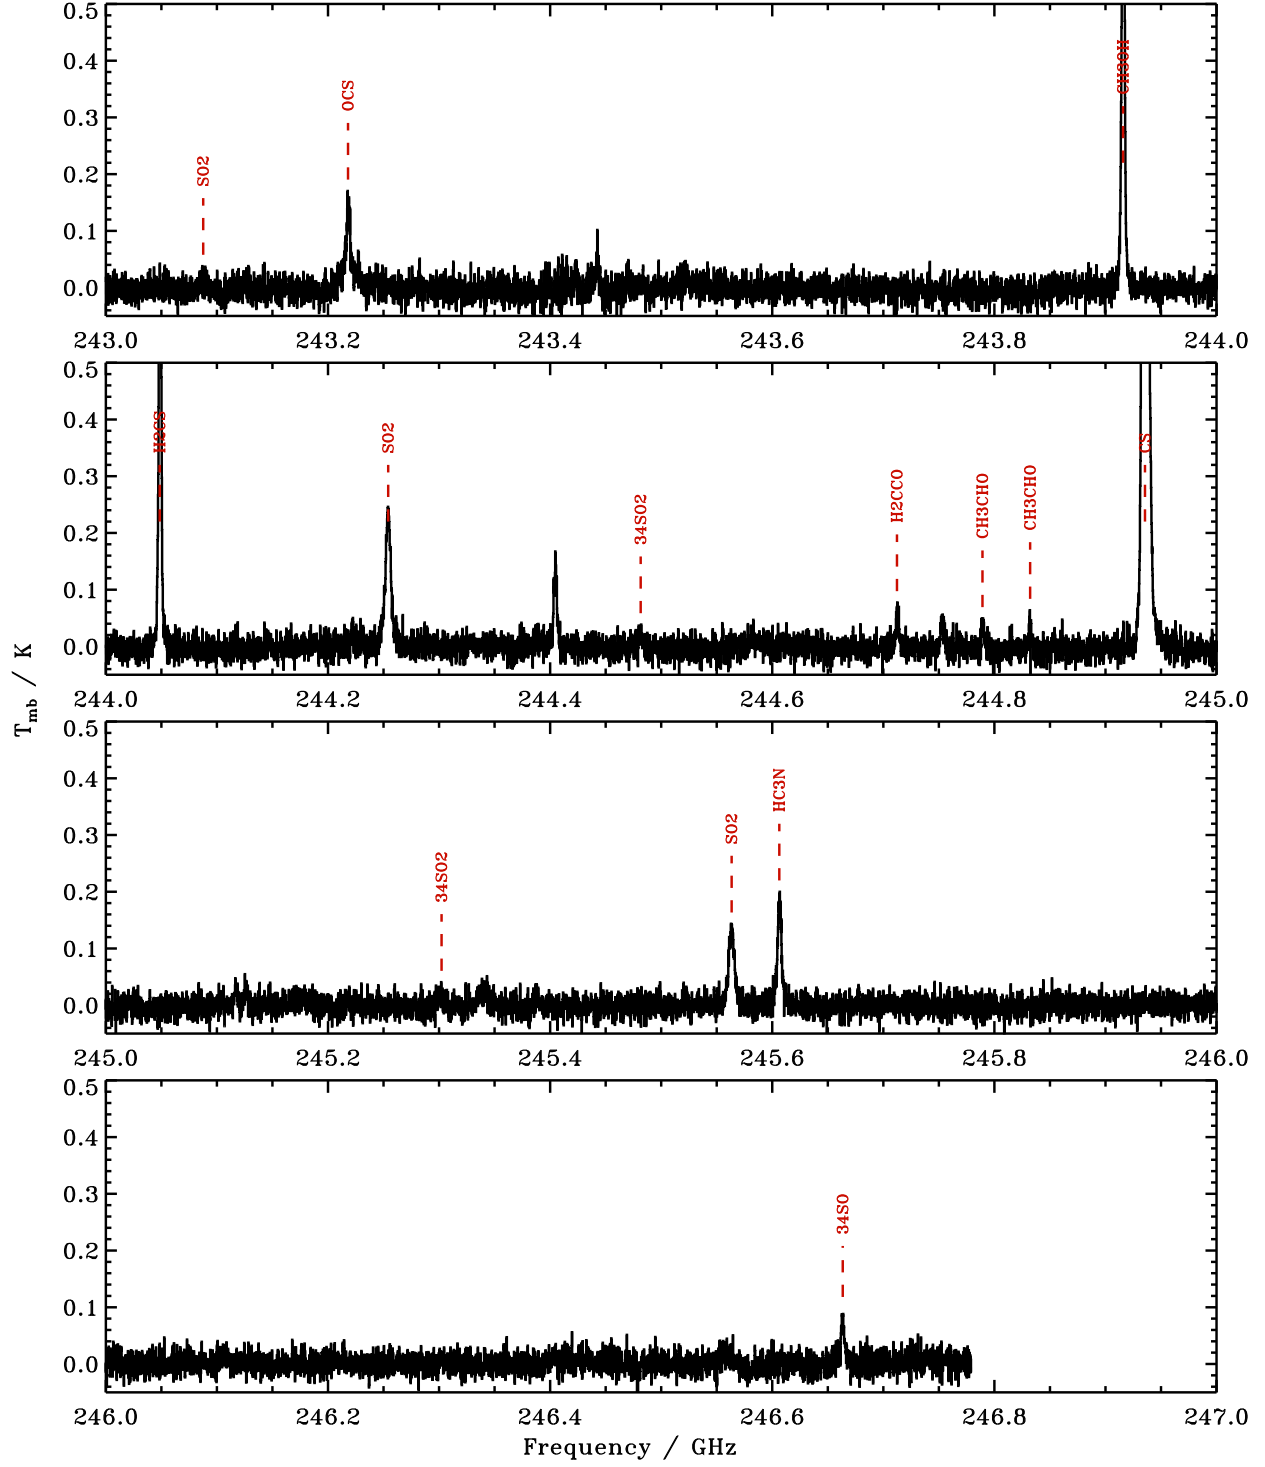 0.5
0.4
0.3
0.2
0.1
0.0
SO2
OCS
CH3OH
243.0 243.2 243.4 243.6 243.8 244.0
0.5
0.4
0.3
0.2
0.1
0.0
H2CS
SO2
34SO2
H2CCO
CH3CHO
CH3CHO
CS
244.0 244.2 244.4 244.6 244.8 245.0
Tmb / K
0.5
0.4
0.3
0.2
0.1
0.0
34SO2
SO2
HC3N
245.0 245.2 245.4 245.6 245.8 246.0
0.5
0.4
0.3
0.2
0.1
0.0
34SO
246.0 246.2 246.4 246.6 246.8 247.0
Frequency / GHz